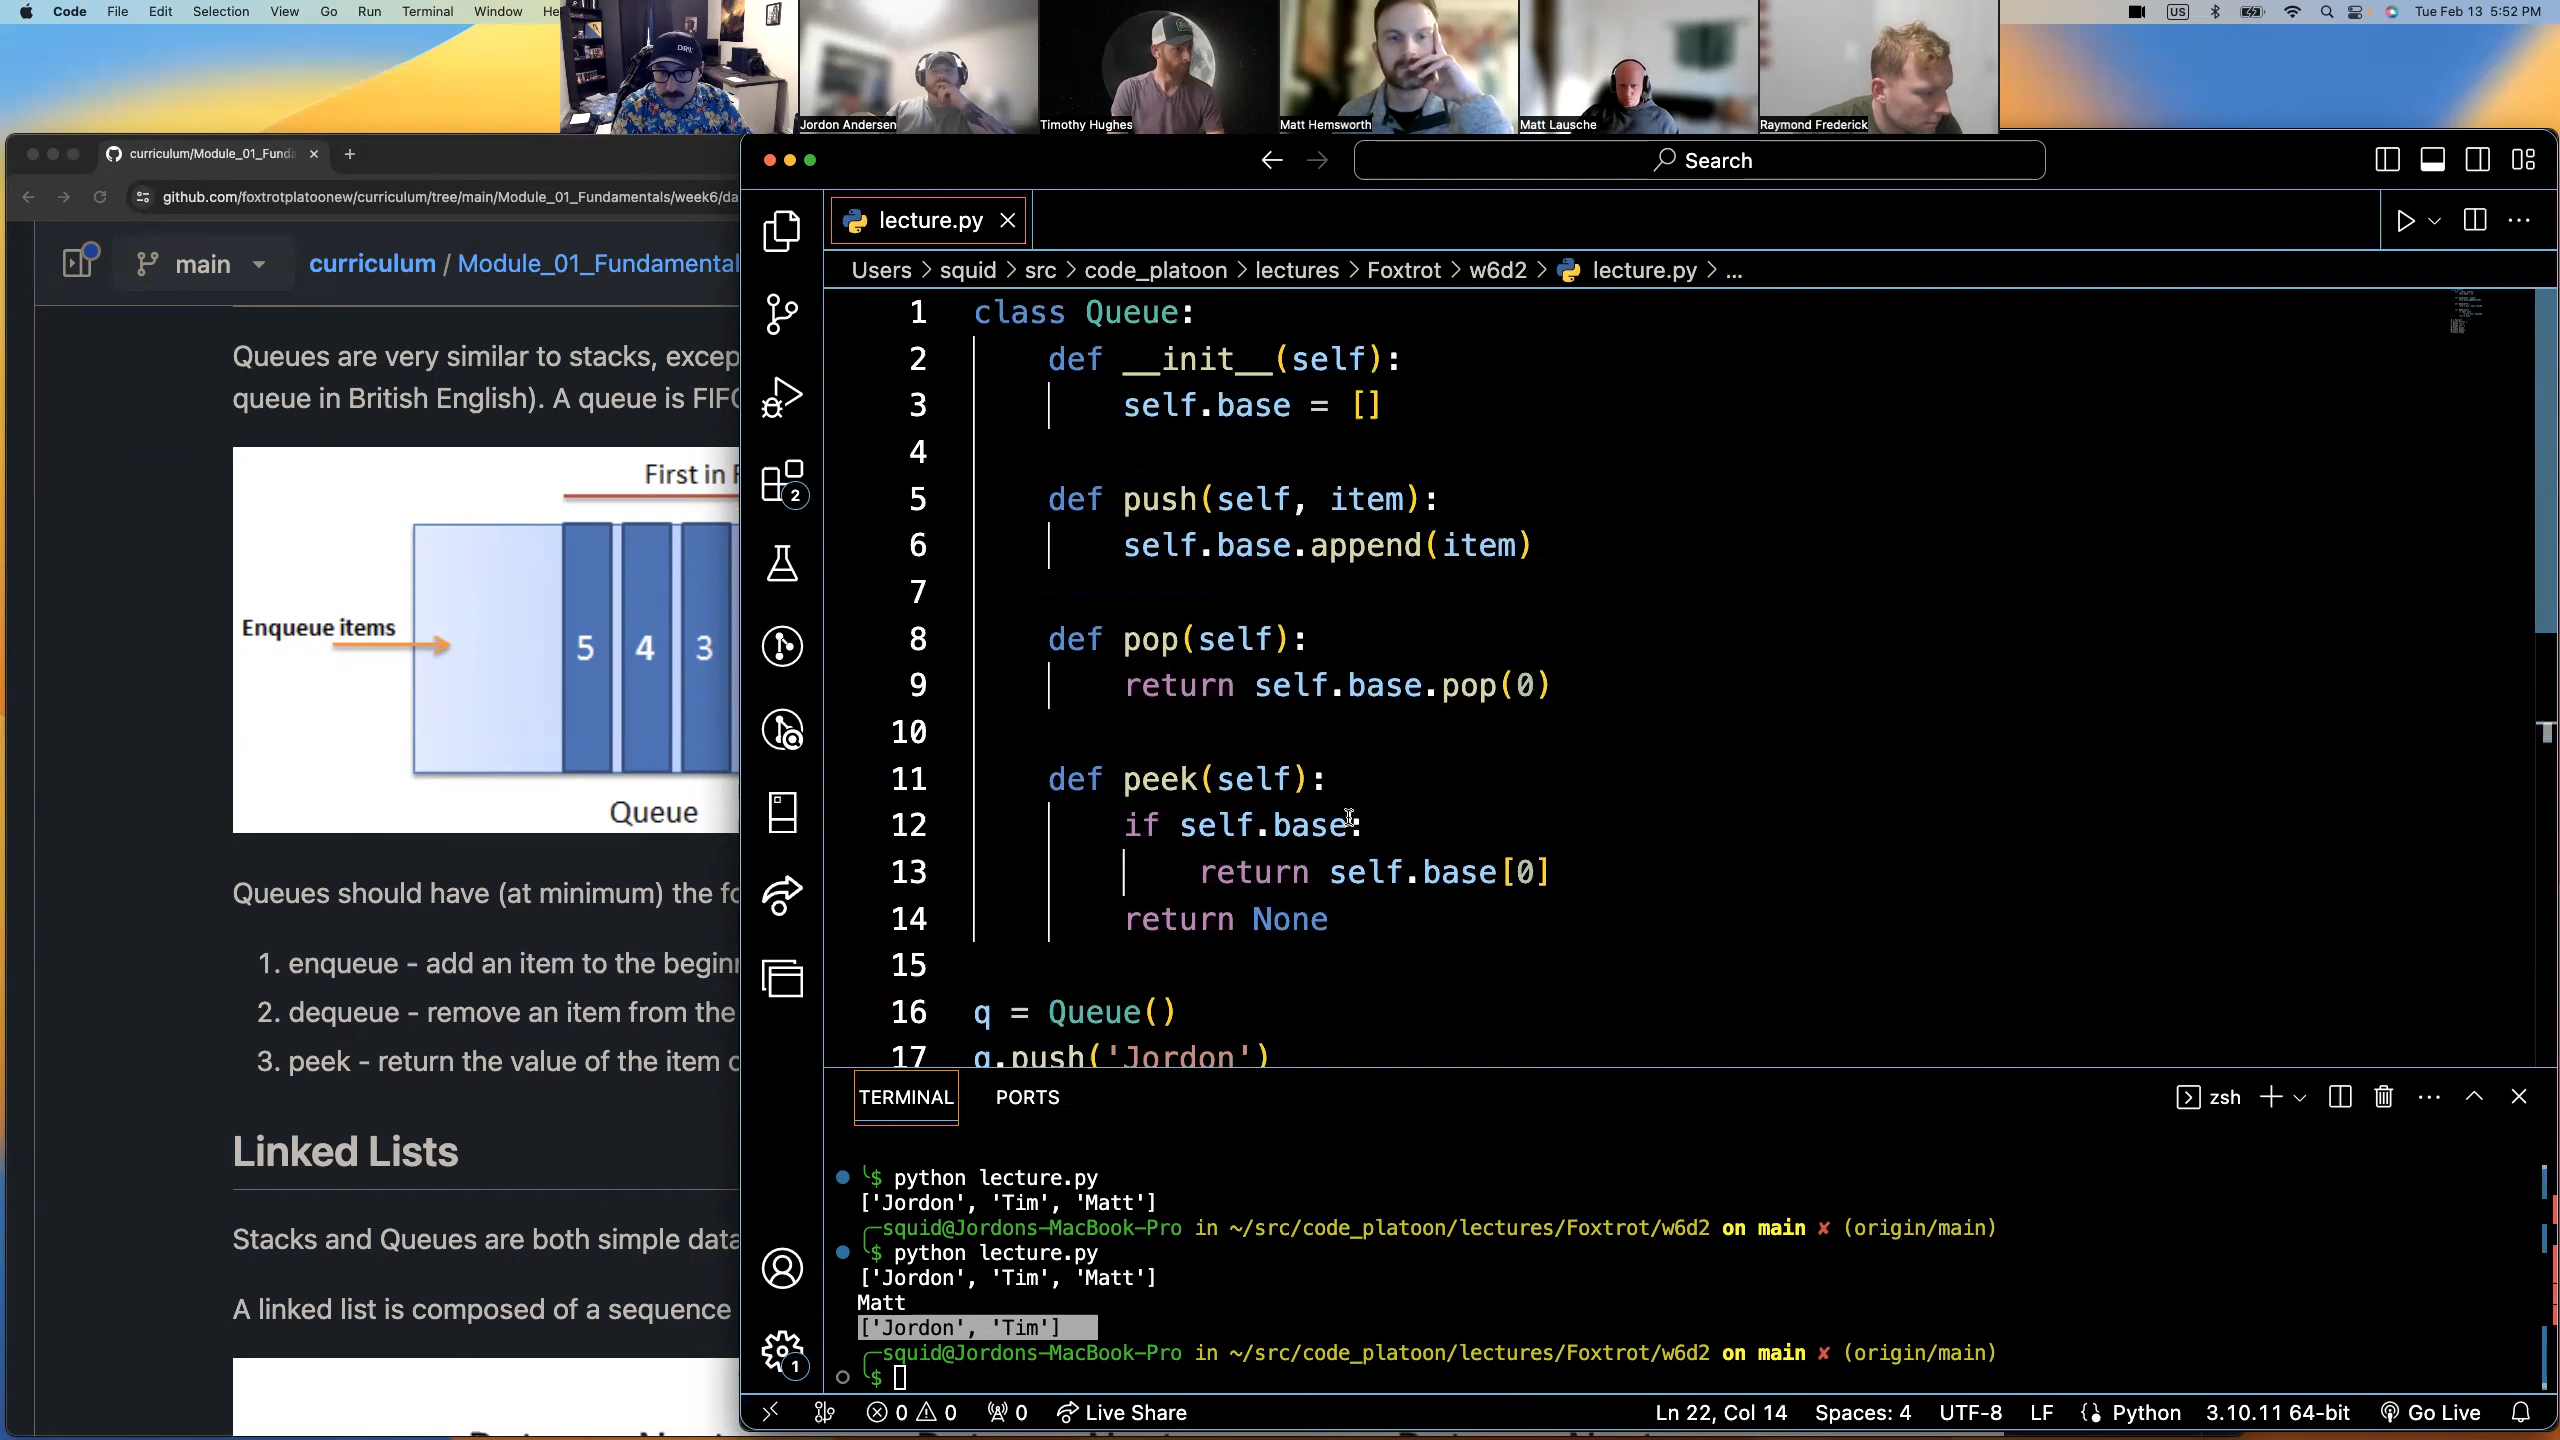 Code File Edit Selection View Go Run Terminal Window He
US Tue Feb 13 5:52 PM
Jordon Andersen
Timothy Hughes
Matt Hemsworth
Matt Lausche
Raymond Frederick
curriculum/Module_01_Funda
github.com/foxtrotplatoonew/curriculum/tree/main/Module_01_Fundamentals/week6/da
main
curriculum / Module_01_Fundamental
Queues are very similar to stacks, excep
queue in British English). A queue is FIFO
First in F
Enqueue items
5 4 3
Queue
Queues should have (at minimum) the fo
1. enqueue - add an item to the beginn
2. dequeue - remove an item from the
3. peek - return the value of the item o
Linked Lists
Stacks and Queues are both simple data
A linked list is composed of a sequence
Search
lecture.py
Users > squid > src > code_platoon > lectures > Foxtrot > w6d2 > lecture.py > ...
1 class Queue:
2 def __init__(self):
3 self.base = []
4
5 def push(self, item):
6 self.base.append(item)
7
8 def pop(self):
9 return self.base.pop(0)
10
11 def peek(self):
12 if self.base:
13 return self.base[0]
14 return None
15
16 q = Queue()
17 q.push('Jordon')
2
1
TERMINAL PORTS
zsh
$ python lecture.py
['Jordon', 'Tim', 'Matt']
squid@Jordons-MacBook-Pro in ~/src/code_platoon/lectures/Foxtrot/w6d2 on main ✘ (origin/main)
$ python lecture.py
['Jordon', 'Tim', 'Matt']
Matt
['Jordon', 'Tim']
squid@Jordons-MacBook-Pro in ~/src/code_platoon/lectures/Foxtrot/w6d2 on main ✘ (origin/main)
$
0 0 0 Live Share
Ln 22, Col 14 Spaces: 4 UTF-8 LF {} Python 3.10.11 64-bit Go Live